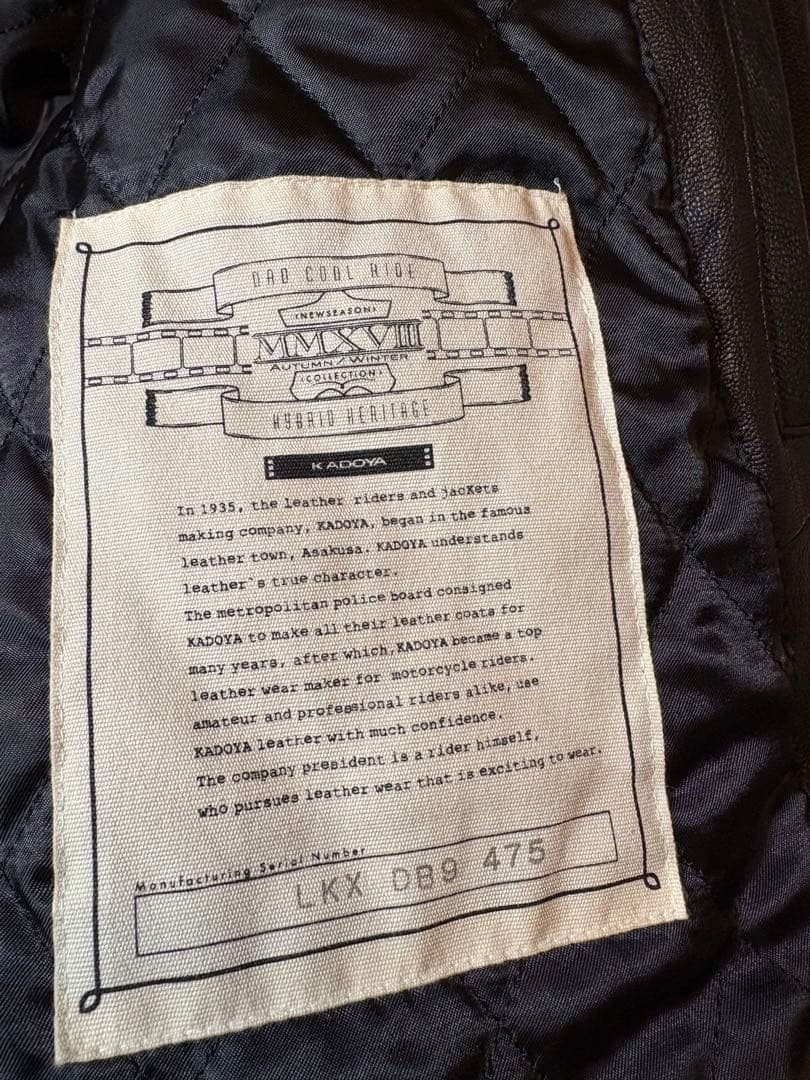 DAD COOL RIDE
NEWSEASON
MMXVIII
AUTUMN/WINTER
COLLECTION
HYBRID HERITAGE
KADOYA
In 1935, the leather riders and jackets
making company, KADOYA, began in the famous
leather town, Asakusa. KADOYA understands
leather`s true character.
The metropolitan police board consigned
KADOYA to make all their leather coats for
many years, after which, KADOYA became a top
leather wear maker for motorcycle riders.
amateur and professional riders alike, use
KADOYA leather with much confidence.
The company president is a rider himself,
who pursues leather wear that is exciting to wear.
Manufacturing Serial Number
LKX DB9 475